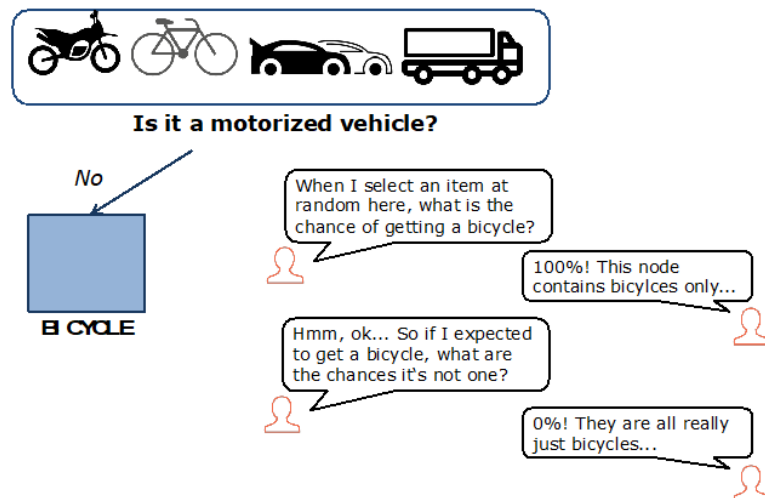 Is it a motorized vehicle?
No
When I select an item at
random here, what is the
chance of getting a bicycle?
100%! This node
contains bicylces only...
BICYCLE
Hmm, ok... So if I expected
to get a bicycle, what are
the chances it's not one?
0%! They are all really
just bicycles...